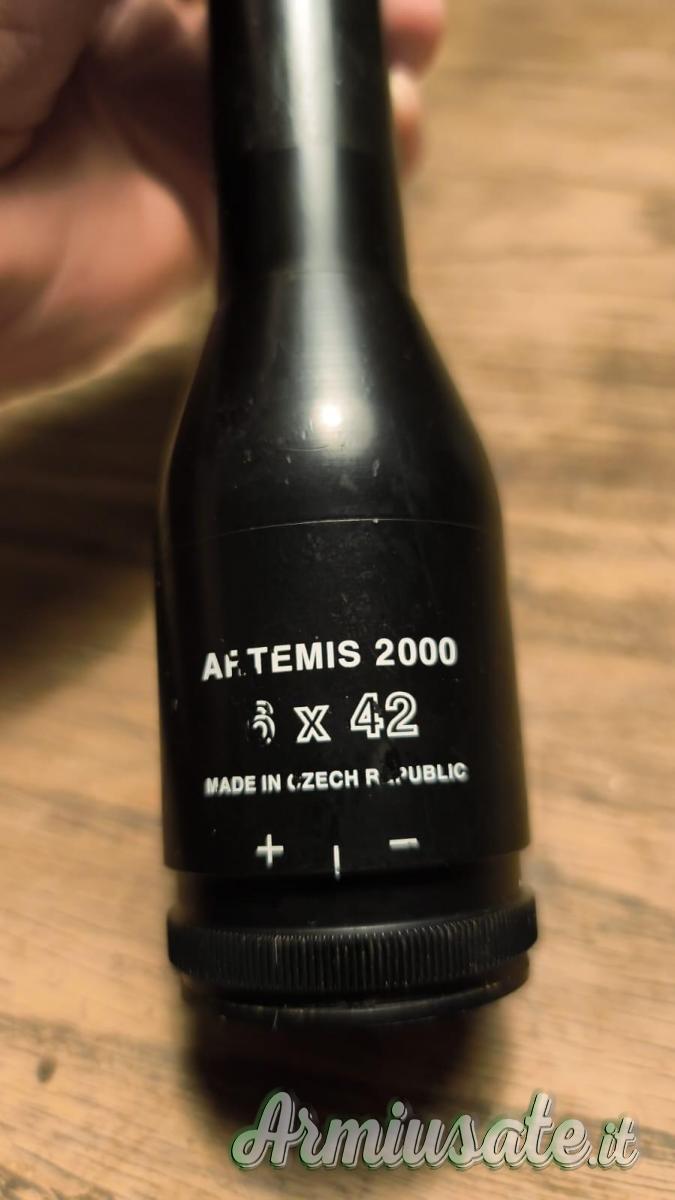 ARTEMIS 2000
6 x 42
MADE IN CZECH REPUBLIC
+ | −
Armiusate.it